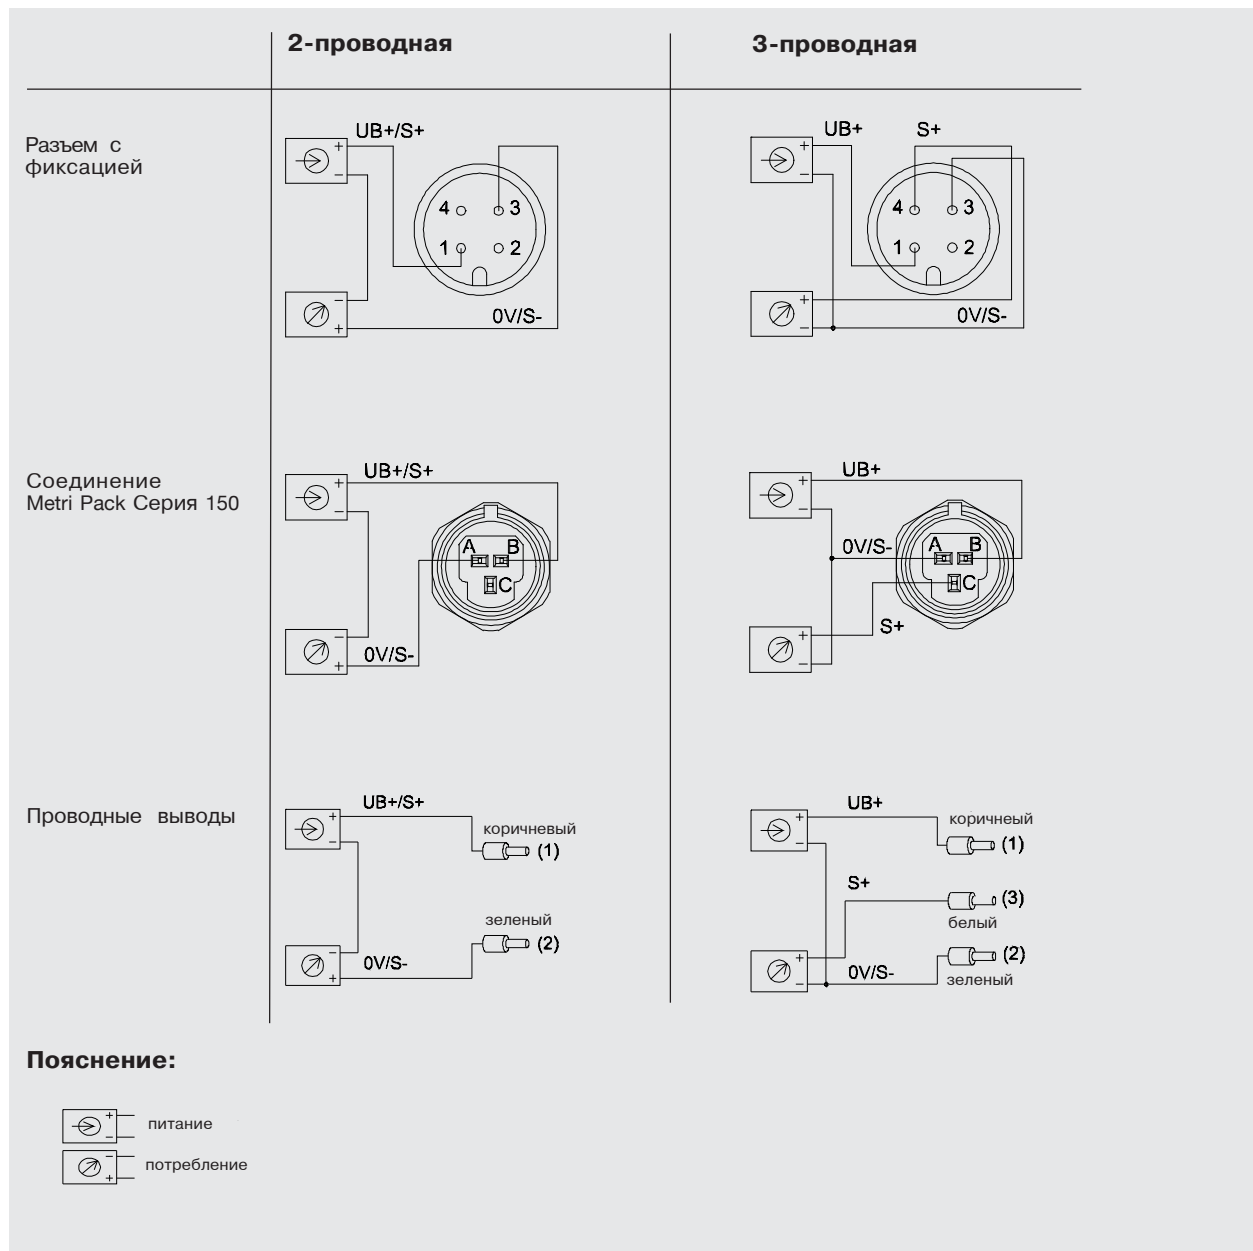 2-проводная
3-проводная
Разъем с
фиксацией
UB+/S+
+
−
4
3
1
2
−
+
0V/S-
UB+
S+
+
−
4
3
1
2
+
−
0V/S-
Соединение
Metri Pack Серия 150
UB+/S+
+
−
A
B
C
−
+
0V/S-
UB+
+
−
0V/S-
A
B
C
S+
+
−
Проводные выводы
UB+/S+
+
−
коричневый
(1)
зеленый
(2)
−
+
0V/S-
UB+
+
−
коричнеый
(1)
S+
(3)
белый
+
−
0V/S-
(2)
зеленый
Пояснение:
+
−
питание
−
+
потребление